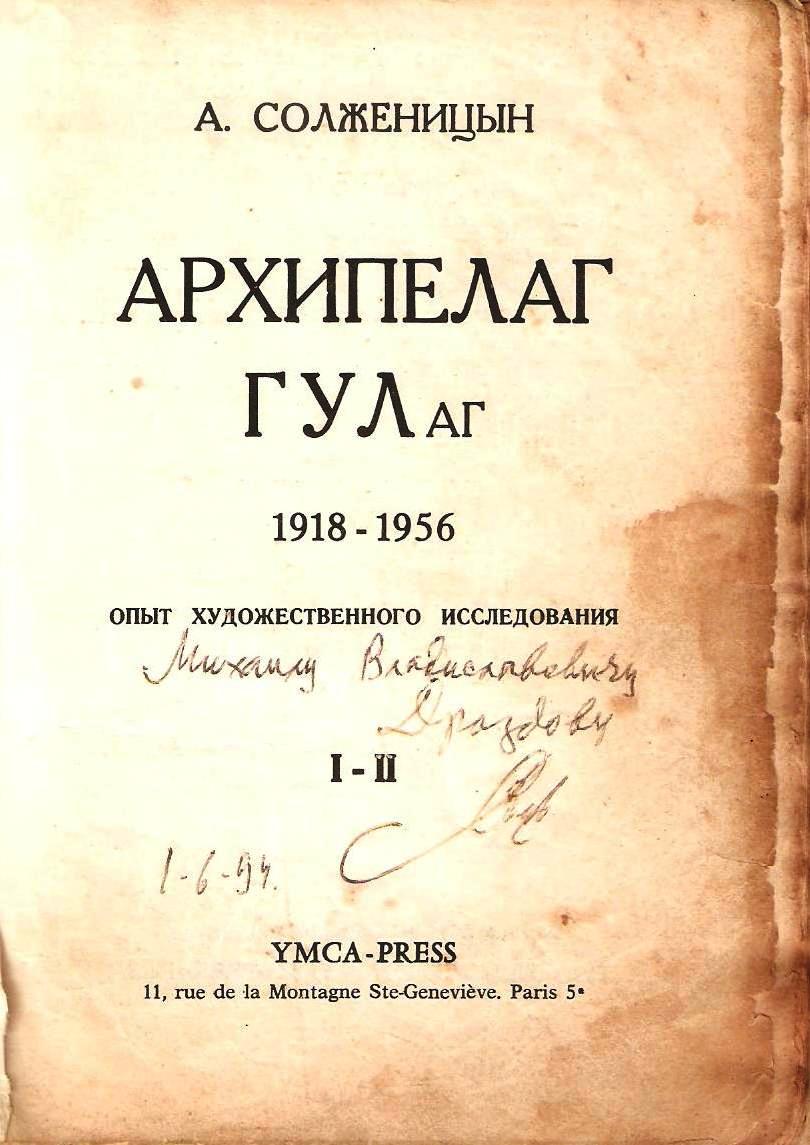 А. СОЛЖЕНИЦЫН
АРХИПЕЛАГ
ГУЛаг
1918 - 1956
ОПЫТ ХУДОЖЕСТВЕННОГО ИССЛЕДОВАНИЯ
Михаилу Владиславовичу
Драздову
I - II
1-6-94.
YMCA-PRESS
11, rue de la Montagne Ste-Geneviève. Paris 5e